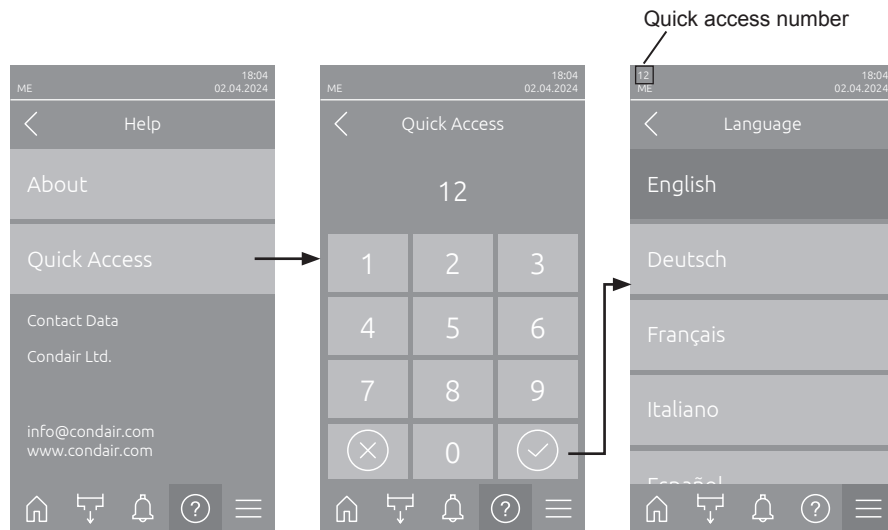 Quick access number
18:04
ME 02.04.2024
Help
About
Quick Access
Contact Data
Condair Ltd.
info@condair.com
www.condair.com
?
18:04
ME 02.04.2024
Quick Access
12
1 2 3
4 5 6
7 8 9
0
?
12 18:04
ME 02.04.2024
Language
English
Deutsch
Français
Italiano
Español
?